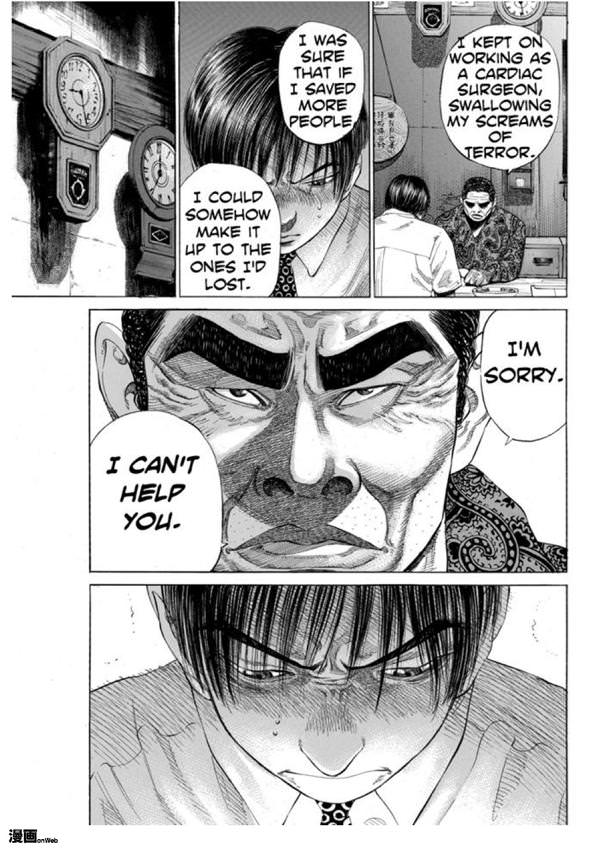 I KEPT ON
WORKING AS
A CARDIAC
SURGEON,
SWALLOWING
MY SCREAMS
OF
TERROR.
I WAS
SURE
THAT IF
I SAVED
MORE
PEOPLE
I COULD
SOMEHOW
MAKE IT
UP TO THE
ONES I'D
LOST.
I'M
SORRY.
I CAN'T
HELP
YOU.
漫画onWeb